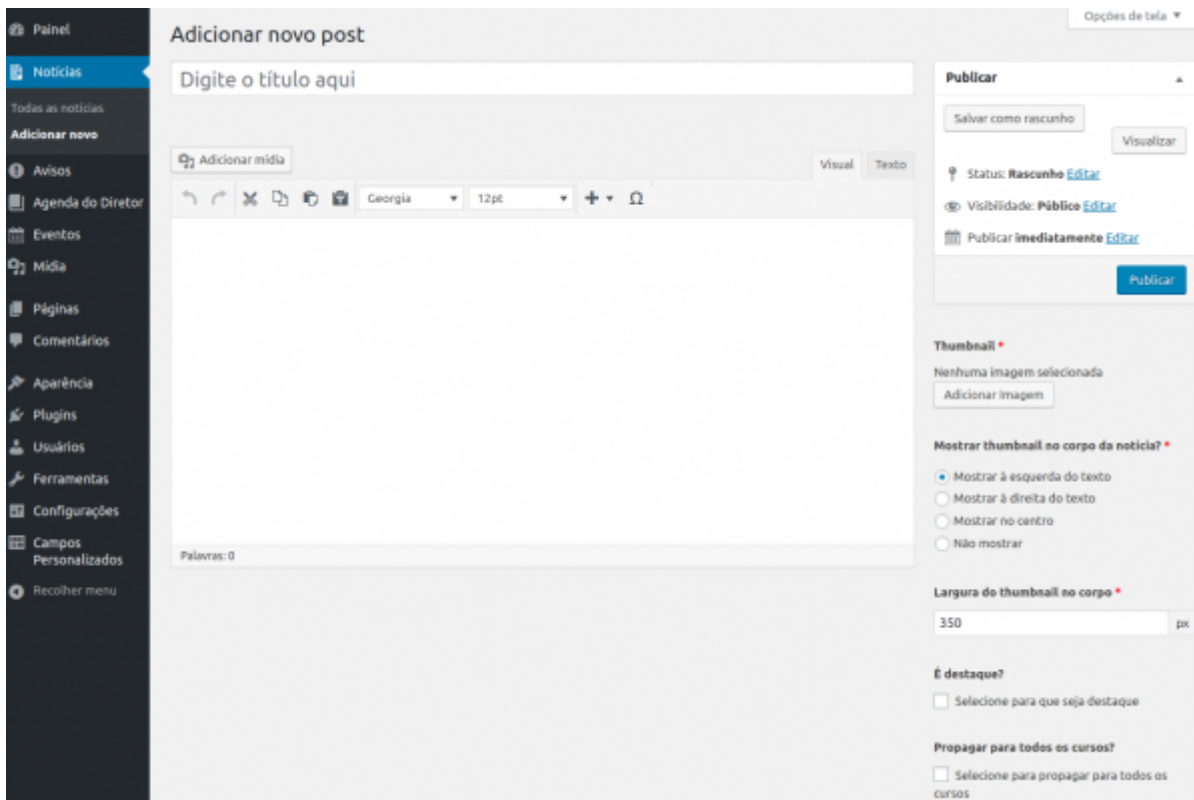 Painel
Notícias
Todas as notícias
Adicionar novo
Avisos
Agenda do Diretor
Eventos
Mídia
Páginas
Comentários
Aparência
Plugins
Usuários
Ferramentas
Configurações
Campos
Personalizados
Recolher menu
Opções de tela
Adicionar novo post
Digite o título aqui
Adicionar mídia
Visual
Texto
Georgia
12pt
Ω
Palavras: 0
Publicar
Salvar como rascunho
Visualizar
Status: Rascunho Editar
Visibilidade: Público Editar
Publicar imediatamente Editar
Publicar
Thumbnail *
Nenhuma imagem selecionada
Adicionar Imagem
Mostrar thumbnail no corpo da notícia? *
Mostrar à esquerda do texto
Mostrar à direita do texto
Mostrar no centro
Não mostrar
Largura do thumbnail no corpo *
350 px
É destaque?
Selecione para que seja destaque
Propagar para todos os cursos?
Selecione para propagar para todos os
cursos